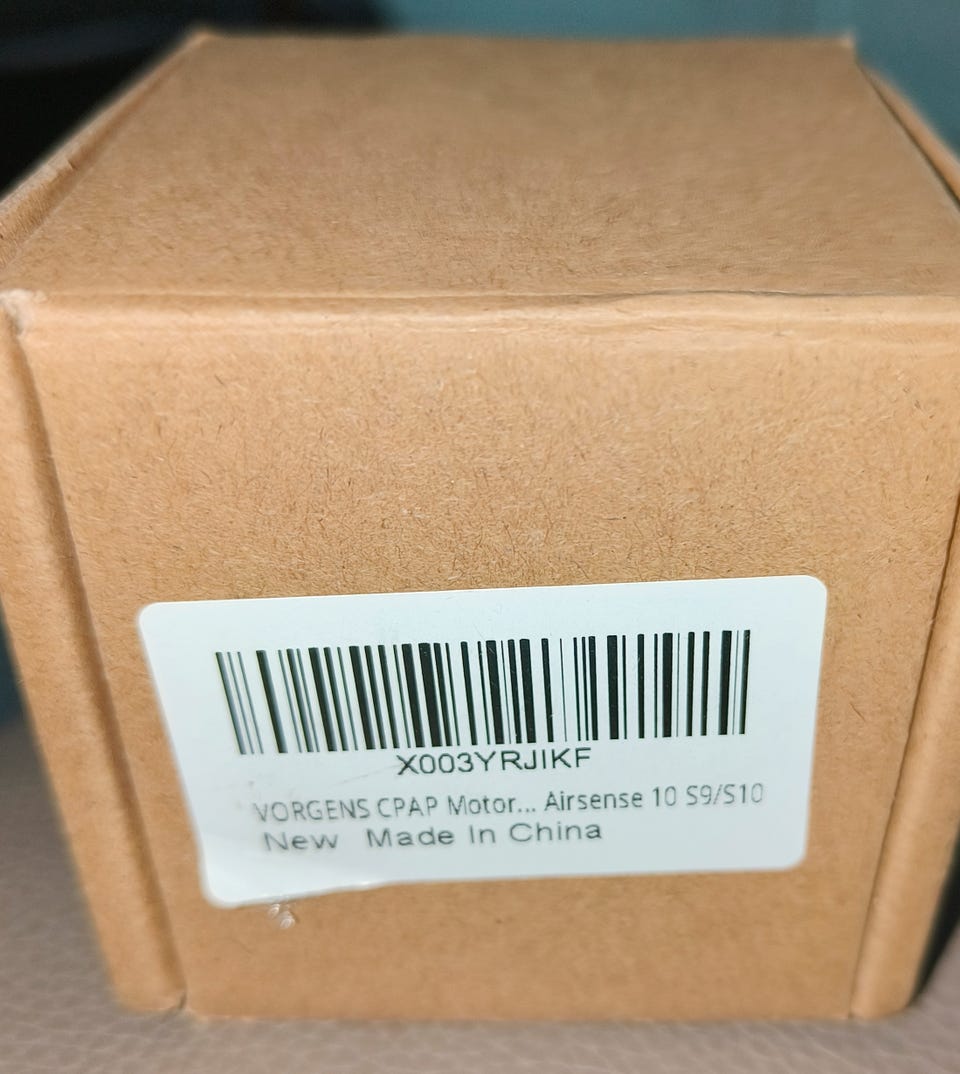 X003YRJIKF
VORGENS CPAP Motor... Airsense 10 S9/S10
New Made In China